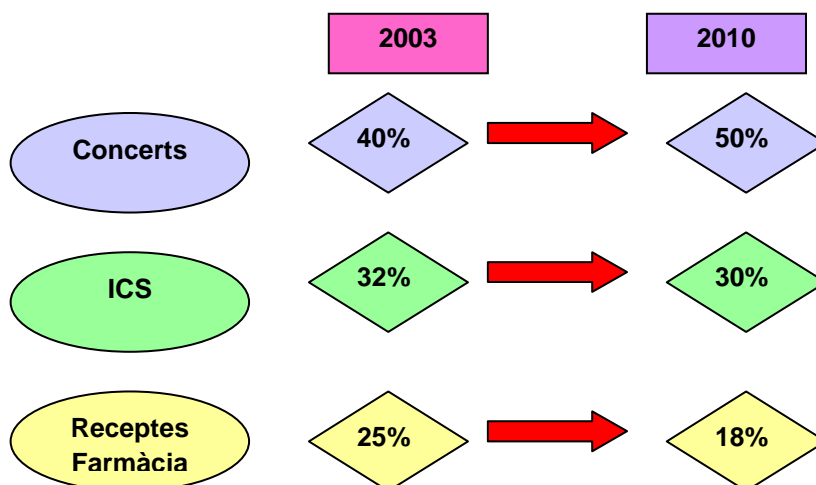 2003
2010
Concerts
40%
50%
ICS
32%
30%
Receptes
Farmàcia
25%
18%